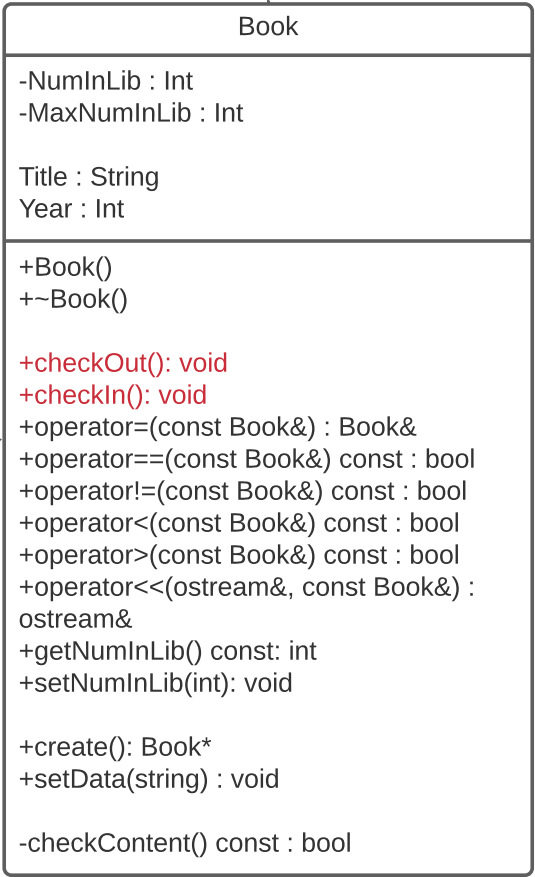 Book
-NumInLib : Int
-MaxNumInLib : Int
Title : String
Year : Int
+Book()
+~Book()
+checkOut(): void
+checkIn(): void
+operator=(const Book&) : Book&
+operator==(const Book&) const : bool
+operator!=(const Book&) const : bool
+operator<(const Book&) const : bool
+operator>(const Book&) const : bool
+operator<<(ostream&, const Book&) :
ostream&
+getNumInLib() const: int
+setNumInLib(int): void
+create(): Book*
+setData(string) : void
-checkContent() const : bool